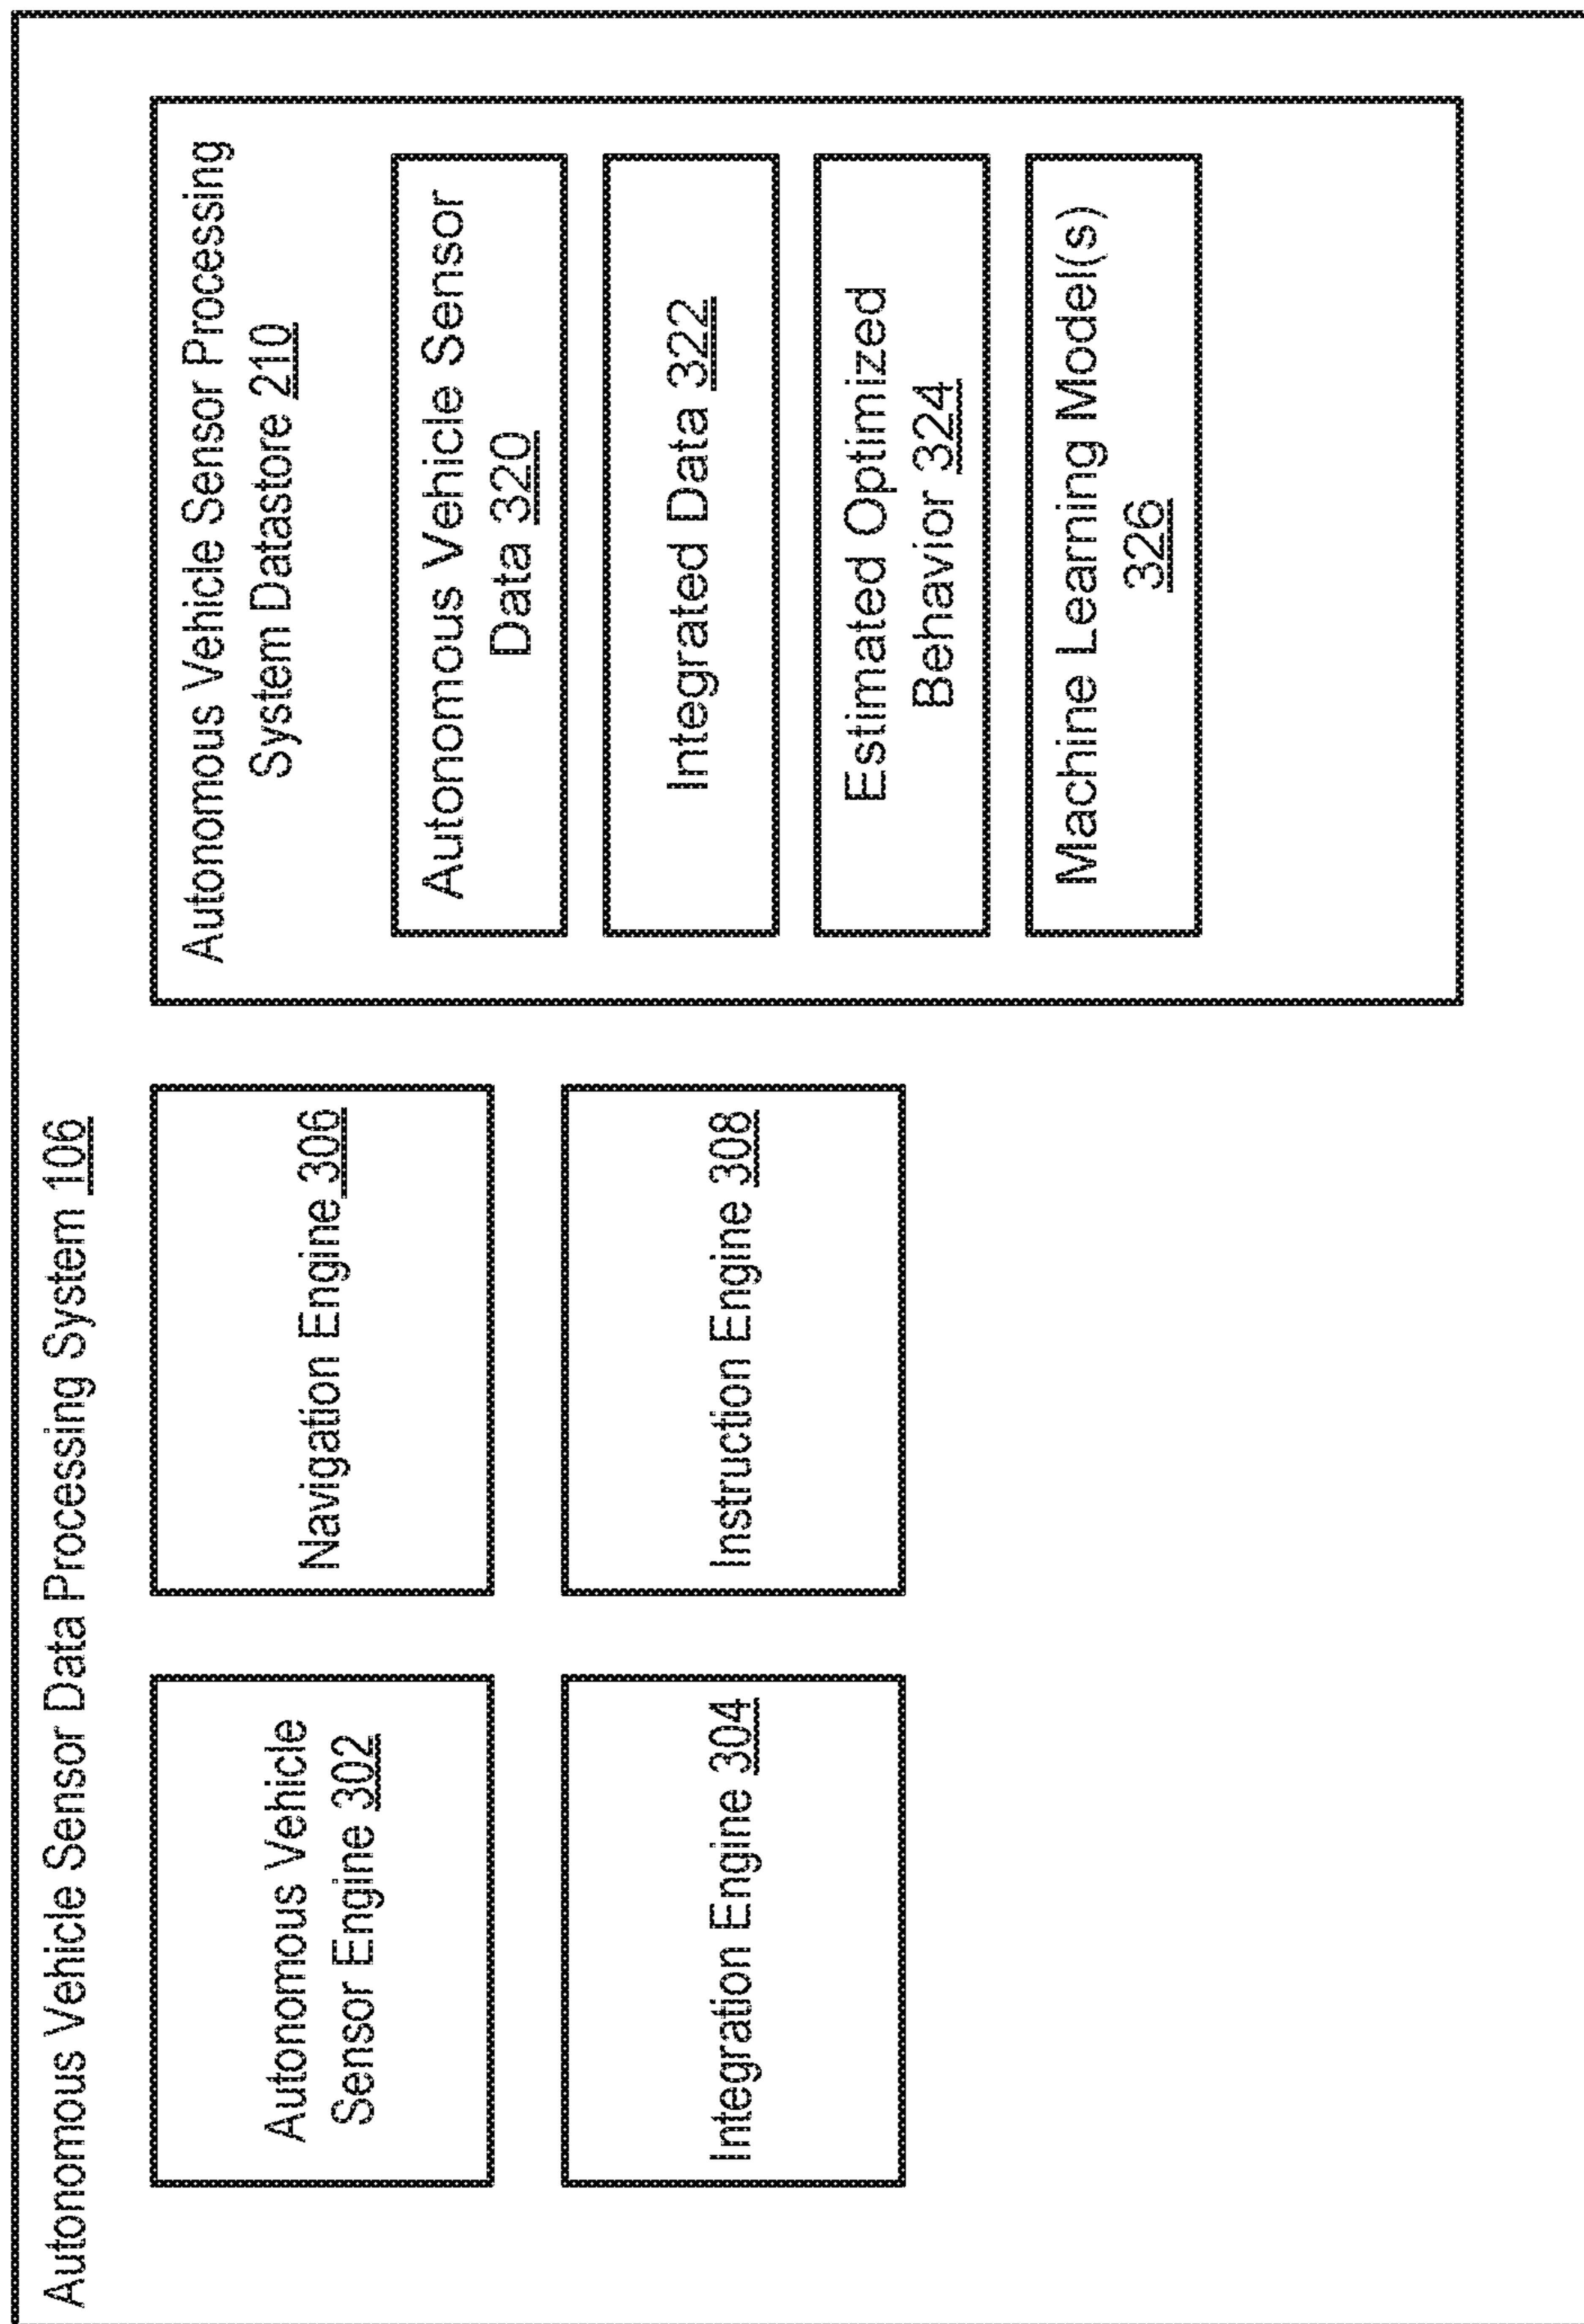 Autonomous Vehicle Sensor Data Processing System 106
Autonomous Vehicle
Sensor Engine 302
Navigation Engine 306
Integration Engine 304
Instruction Engine 308
Autonomous Vehicle Sensor Processing
System Datastore 210
Autonomous Vehicle Sensor
Data 320
Integrated Data 322
Estimated Optimized
Behavior 324
Machine Learning Model(s)
326